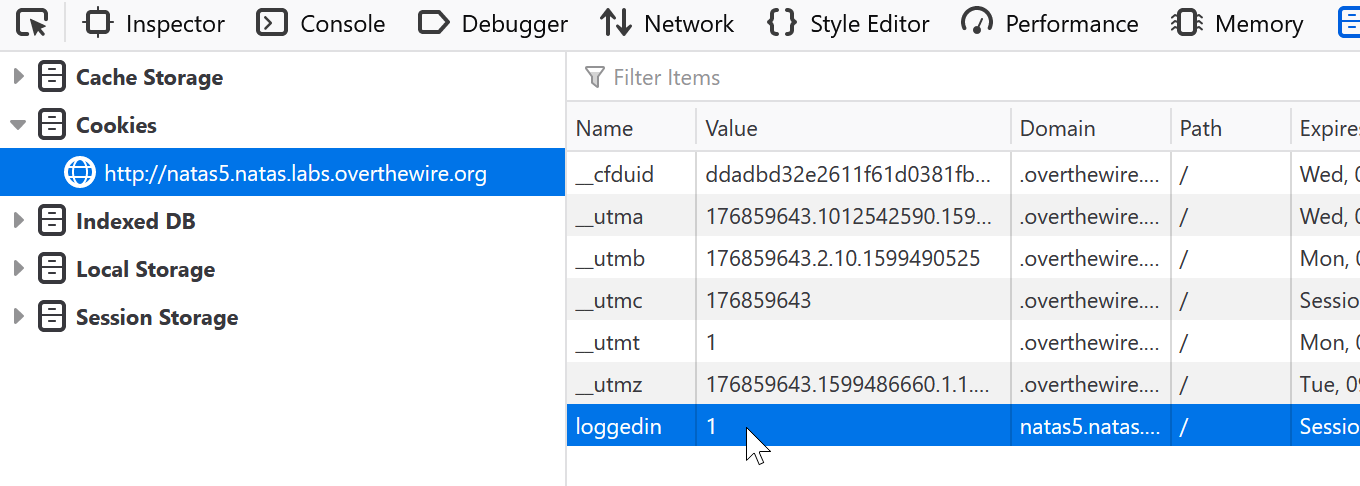 Inspector Console Debugger Network Style Editor Performance Memory
Cache Storage
Cookies
http://natas5.natas.labs.overthewire.org
Indexed DB
Local Storage
Session Storage
Filter Items
Name Value Domain Path Expires
__cfduid ddadbd32e2611f61d0381fb... .overthewire.... / Wed, 0
__utma 176859643.1012542590.159... .overthewire.... / Wed, 0
__utmb 176859643.2.10.1599490525 .overthewire.... / Mon, 0
__utmc 176859643 .overthewire.... / Sessio
__utmt 1 .overthewire.... / Mon, 0
__utmz 176859643.1599486660.1.1.... .overthewire.... / Tue, 09
loggedin 1 natas5.natas.... / Sessio